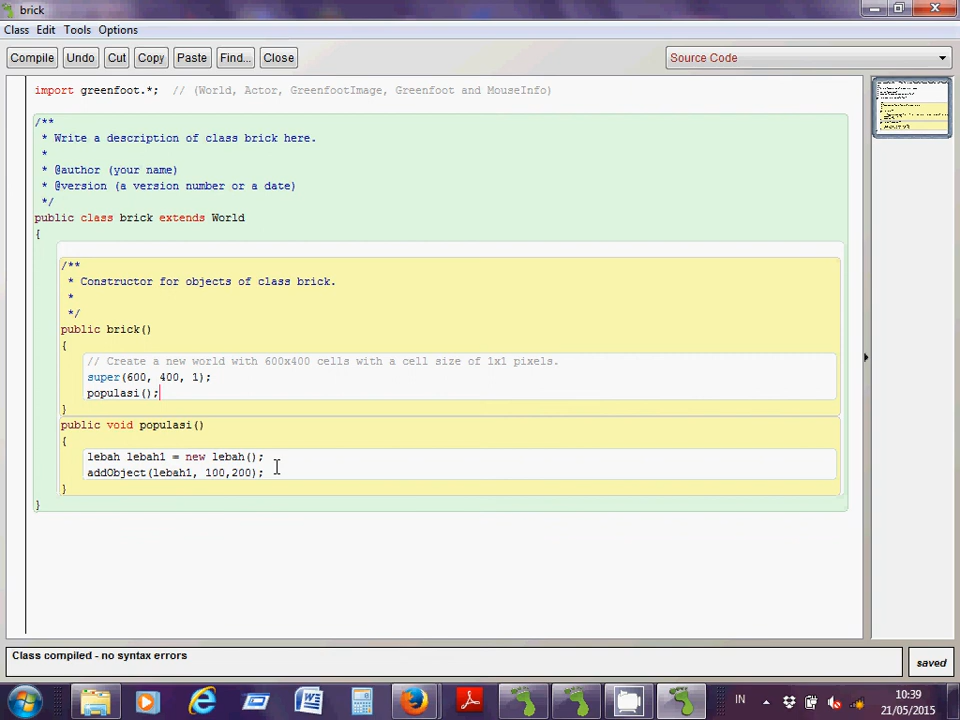 brick
Class Edit Tools Options
Compile Undo Cut Copy Paste Find... Close Source Code
import greenfoot.*;  // (World, Actor, GreenfootImage, Greenfoot and MouseInfo)
/**
 * Write a description of class brick here.
 *
 * @author (your name)
 * @version (a version number or a date)
 */
public class brick extends World
{
/**
 * Constructor for objects of class brick.
 *
 */
public brick()
{
// Create a new world with 600x400 cells with a cell size of 1x1 pixels.
super(600, 400, 1);
populasi();
}
public void populasi()
{
lebah lebah1 = new lebah();
addObject(lebah1, 100,200);
}
}
Class compiled - no syntax errors
saved
IN
10:39
21/05/2015